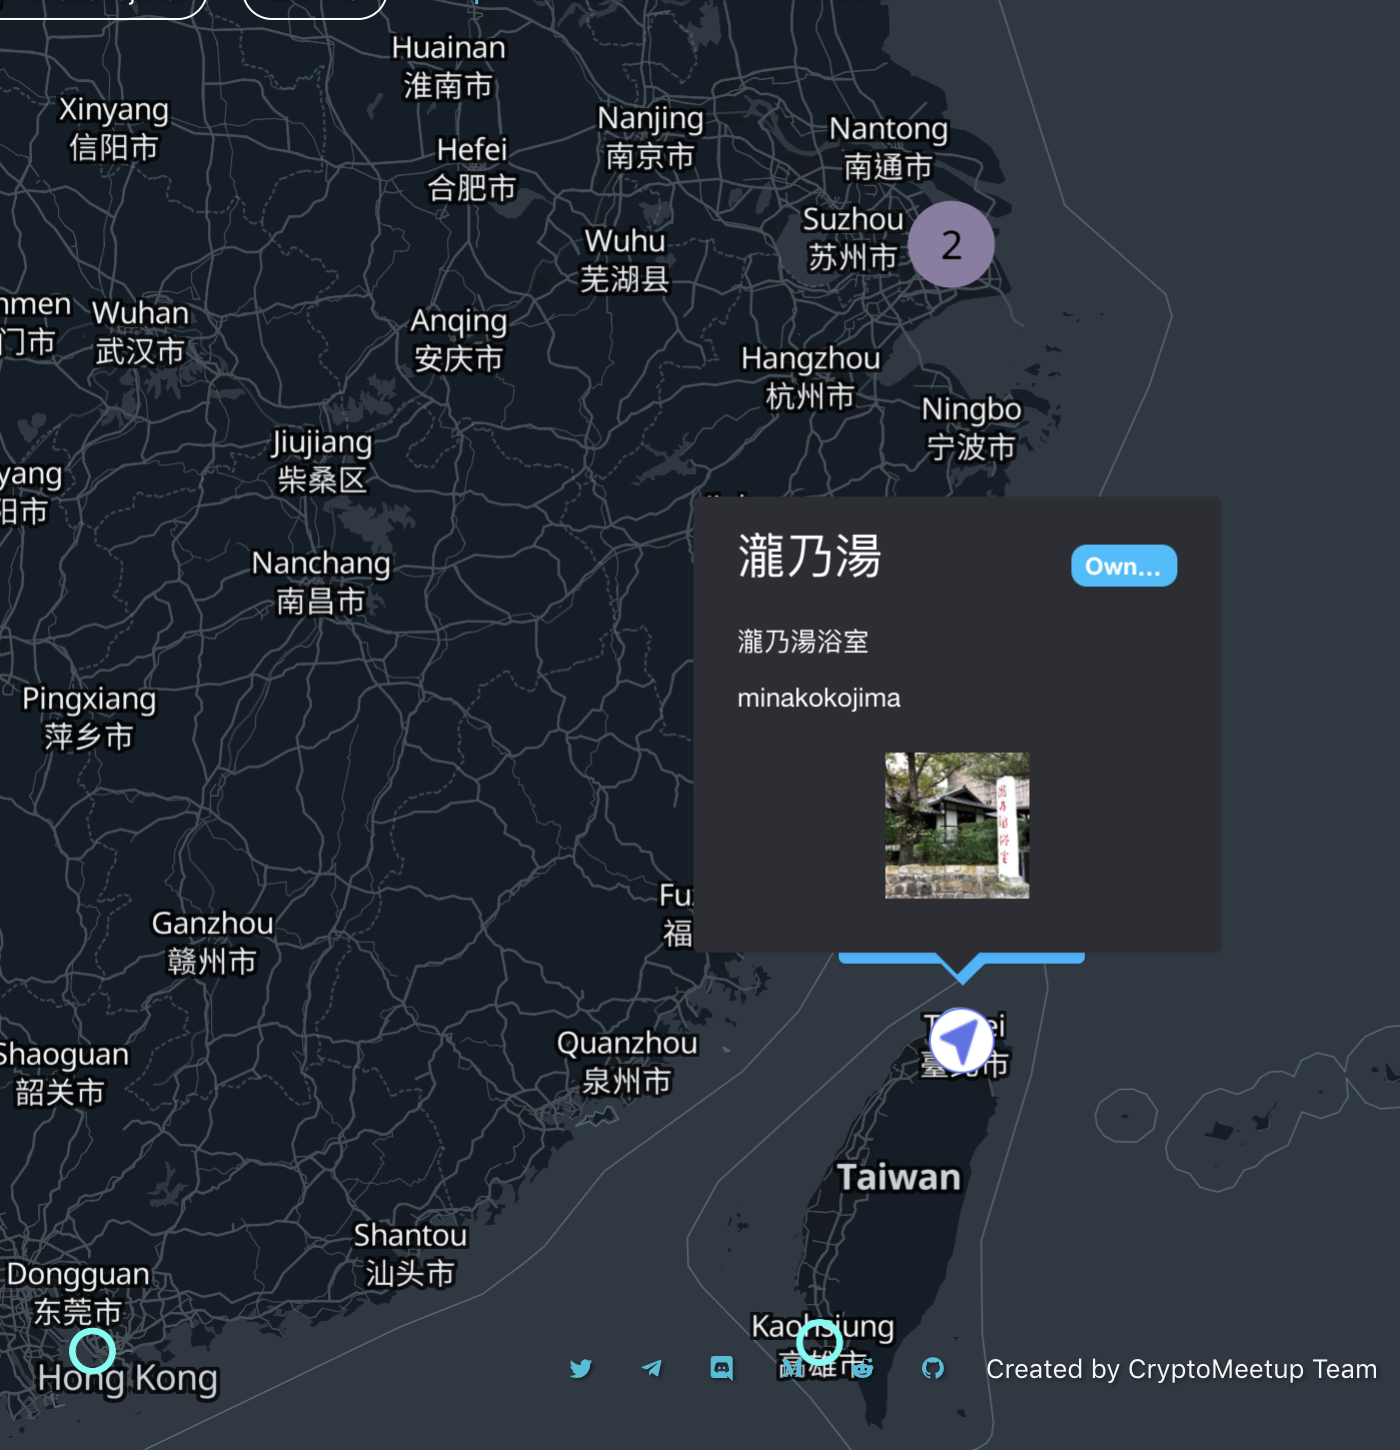 Huainan
淮南市
Xinyang
信阳市
Nanjing
南京市
Nantong
南通市
Hefei
合肥市
Suzhou
苏州市
2
Wuhu
芜湖县
nmen
门市
Wuhan
武汉市
Anqing
安庆市
Hangzhou
杭州市
Ningbo
宁波市
Jiujiang
柴桑区
yang
阳市
Nanchang
南昌市
瀧乃湯
Own...
瀧乃湯浴室
minakokojima
瀧乃湯浴室
Pingxiang
萍乡市
Fu
福
Ganzhou
赣州市
Quanzhou
泉州市
Shaoguan
韶关市
Taiwan
Shantou
汕头市
Dongguan
东莞市
Hong Kong
Kaohsiung
高雄市
Created by CryptoMeetup Team